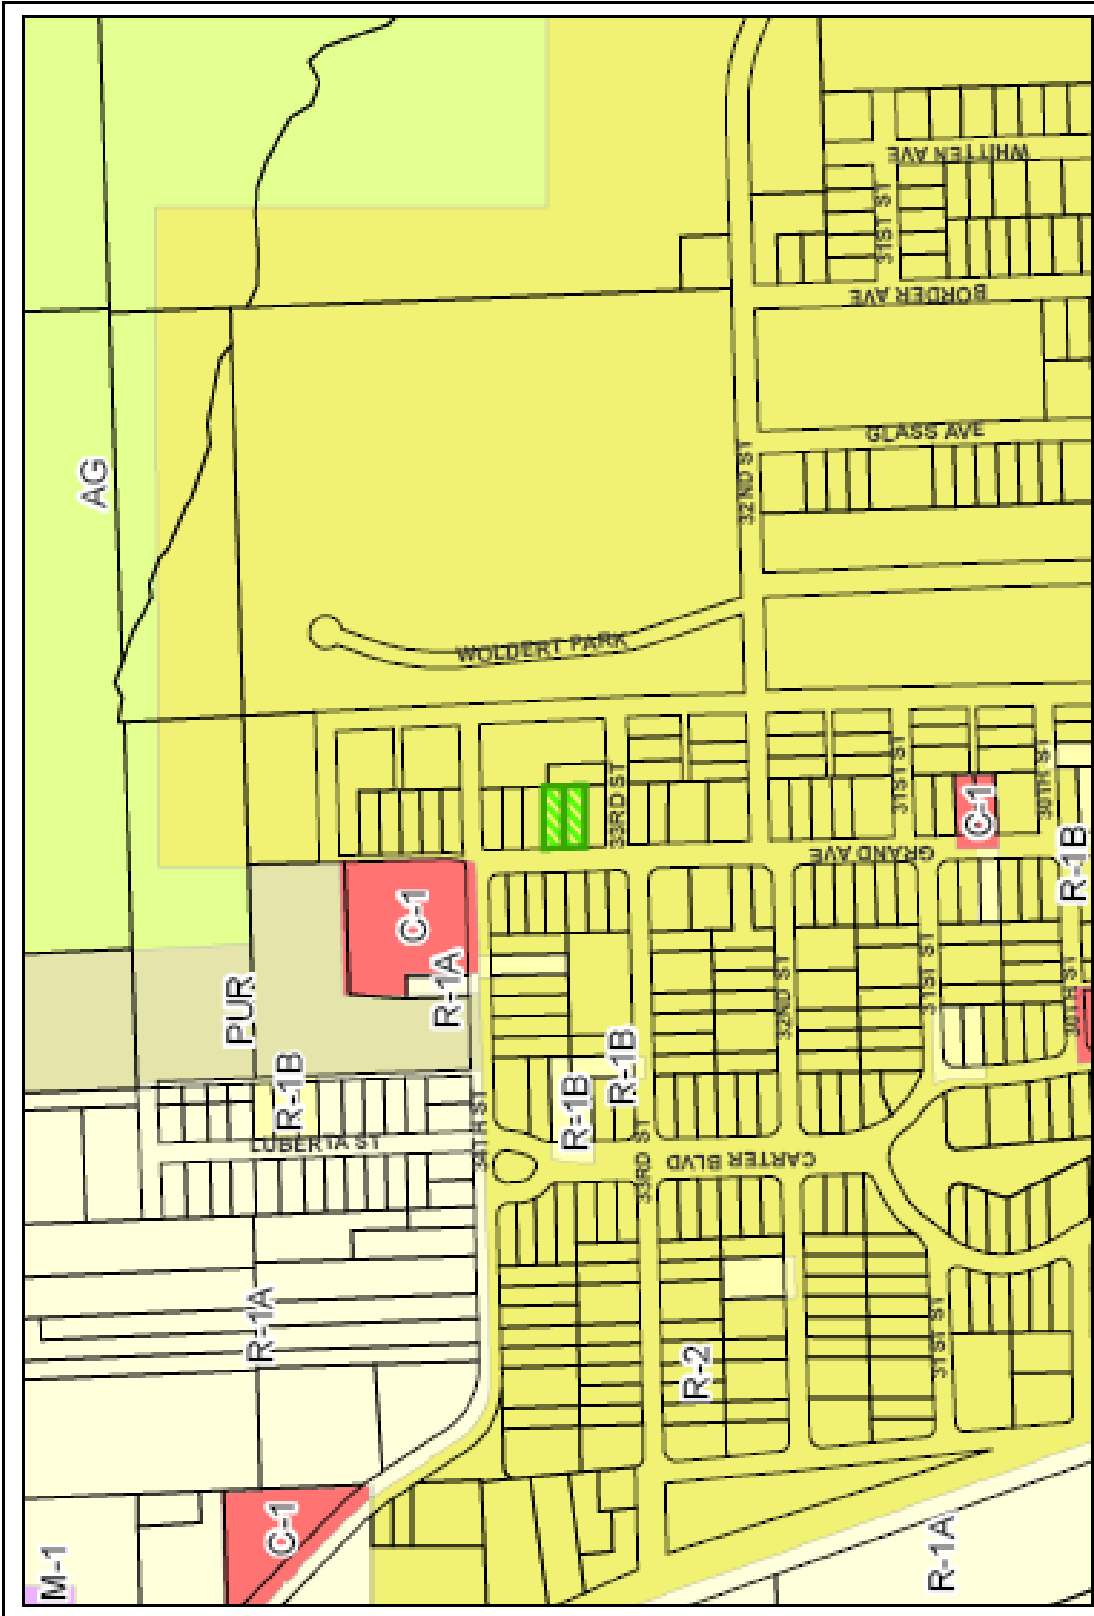 WHITTEN AVE
31ST ST
BORDER AVE
GLASS AVE
32ND ST
AG
WOLDERT PARK
33RD ST
31ST ST
30TH ST
C-1
GRAND AVE
R-1B
C-1
R-1A
PUR
32ND ST
31ST ST
30TH ST
R-1B
R-1B
R-1B
34TH ST
LUBERTA ST
33RD ST
CARTER BLVD
R-1A
R-2
31ST ST
C-1
M-1
R-1A